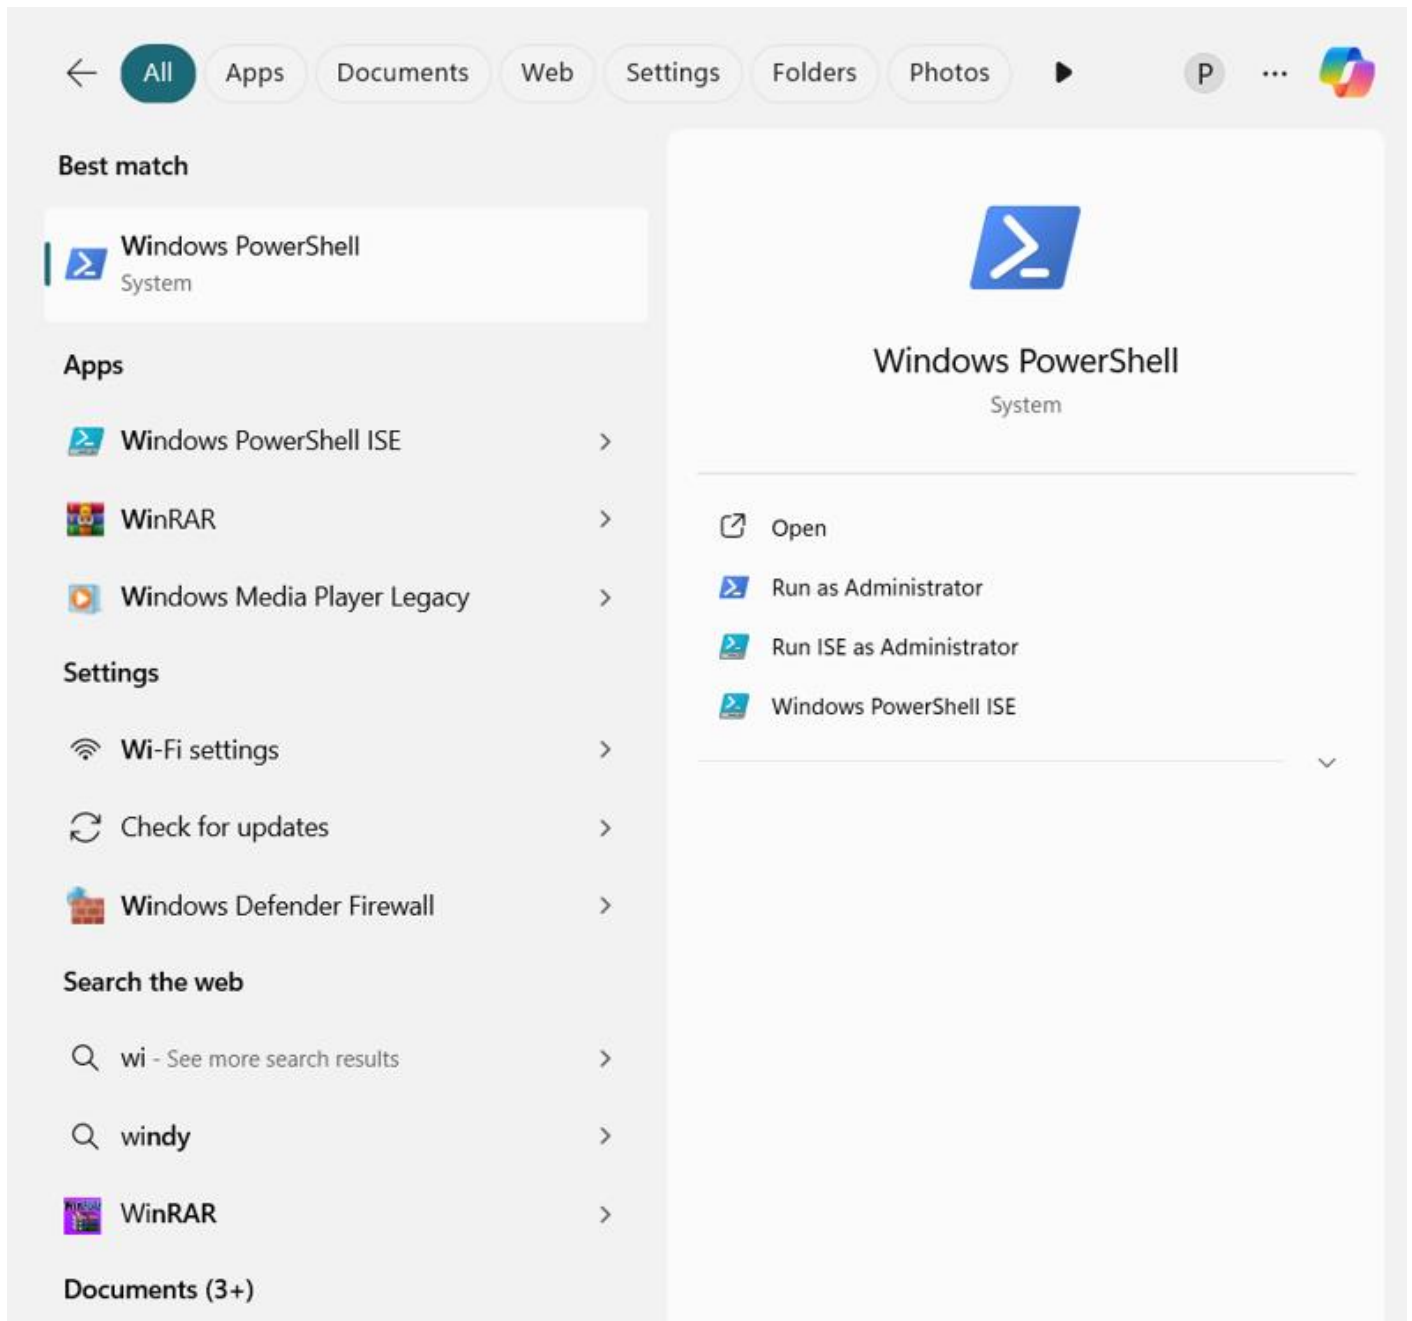 All Apps Documents Web Settings Folders Photos P ...
Best match
Windows PowerShell
System
Apps
Windows PowerShell ISE
WinRAR
Windows Media Player Legacy
Settings
Wi-Fi settings
Check for updates
Windows Defender Firewall
Search the web
wi - See more search results
windy
WinRAR
Documents (3+)
Windows PowerShell
System
Open
Run as Administrator
Run ISE as Administrator
Windows PowerShell ISE